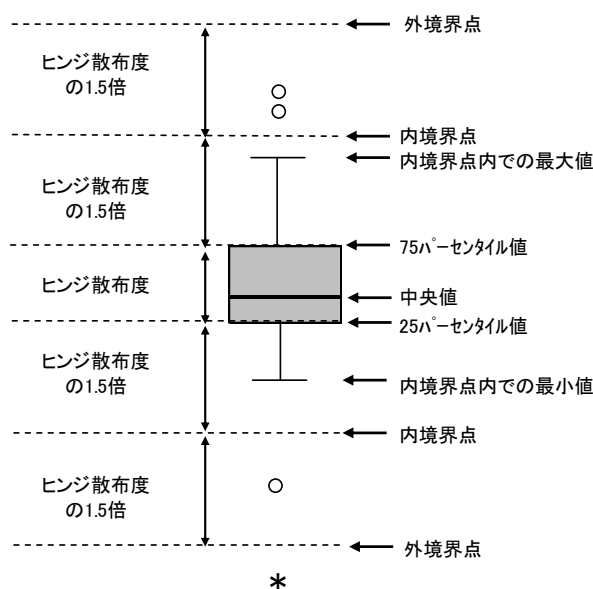 外境界点
ヒンジ散布度
の1.5倍
内境界点
内境界点内での最大値
ヒンジ散布度
の1.5倍
75ﾊﾟｰセンタイル値
ヒンジ散布度
中央値
25ﾊﾟｰセンタイル値
ヒンジ散布度
の1.5倍
内境界点内での最小値
内境界点
ヒンジ散布度
の1.5倍
外境界点
*